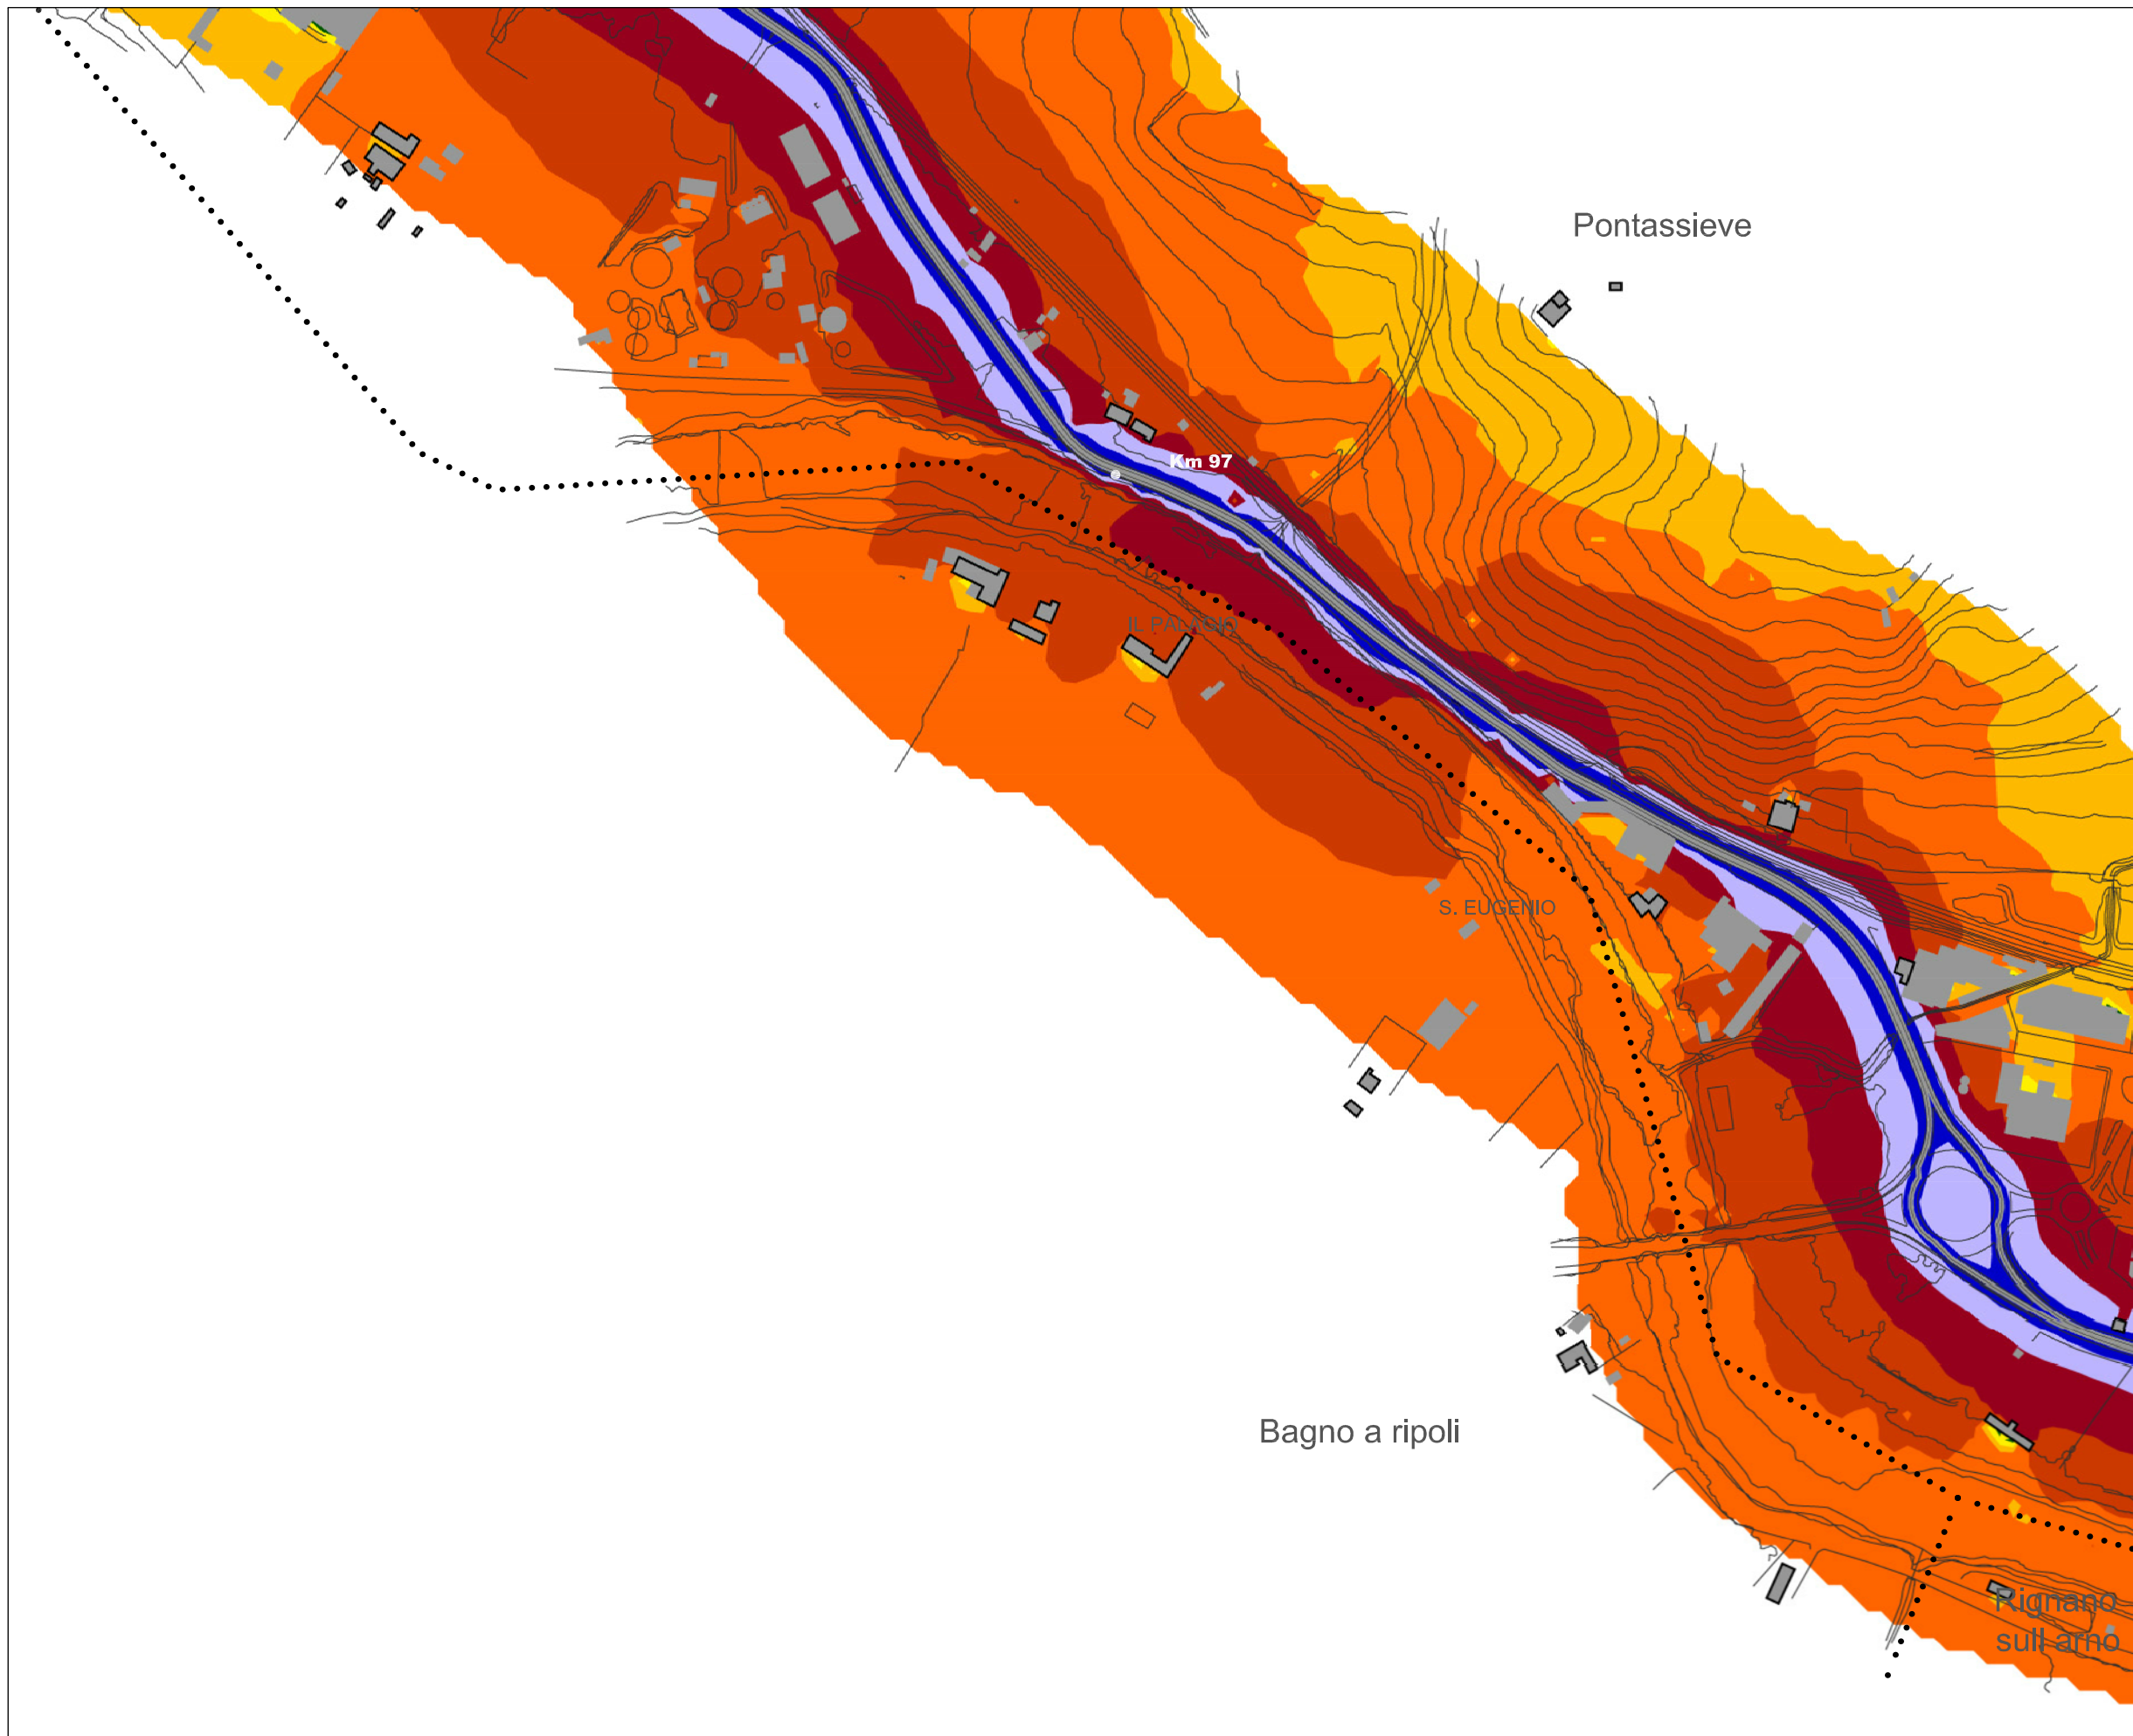 Pontassieve
Km 97
IL PALAGIO
S. EUGENIO
Bagno a ripoli
Rignano
sull arno